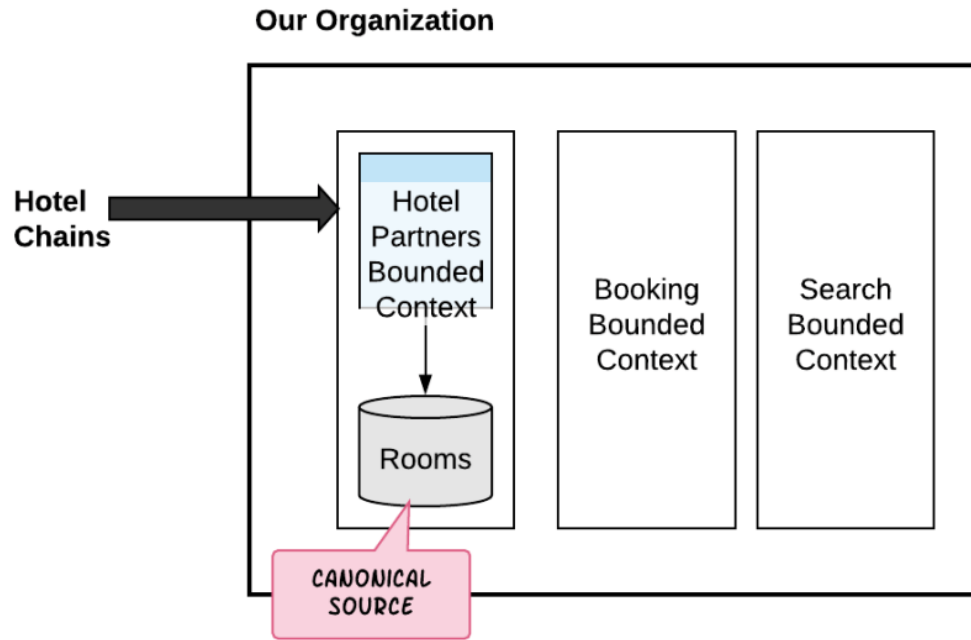 Our Organization
Hotel
Chains
Hotel
Partners
Bounded
Context
Rooms
CANONICAL
SOURCE
Booking
Bounded
Context
Search
Bounded
Context